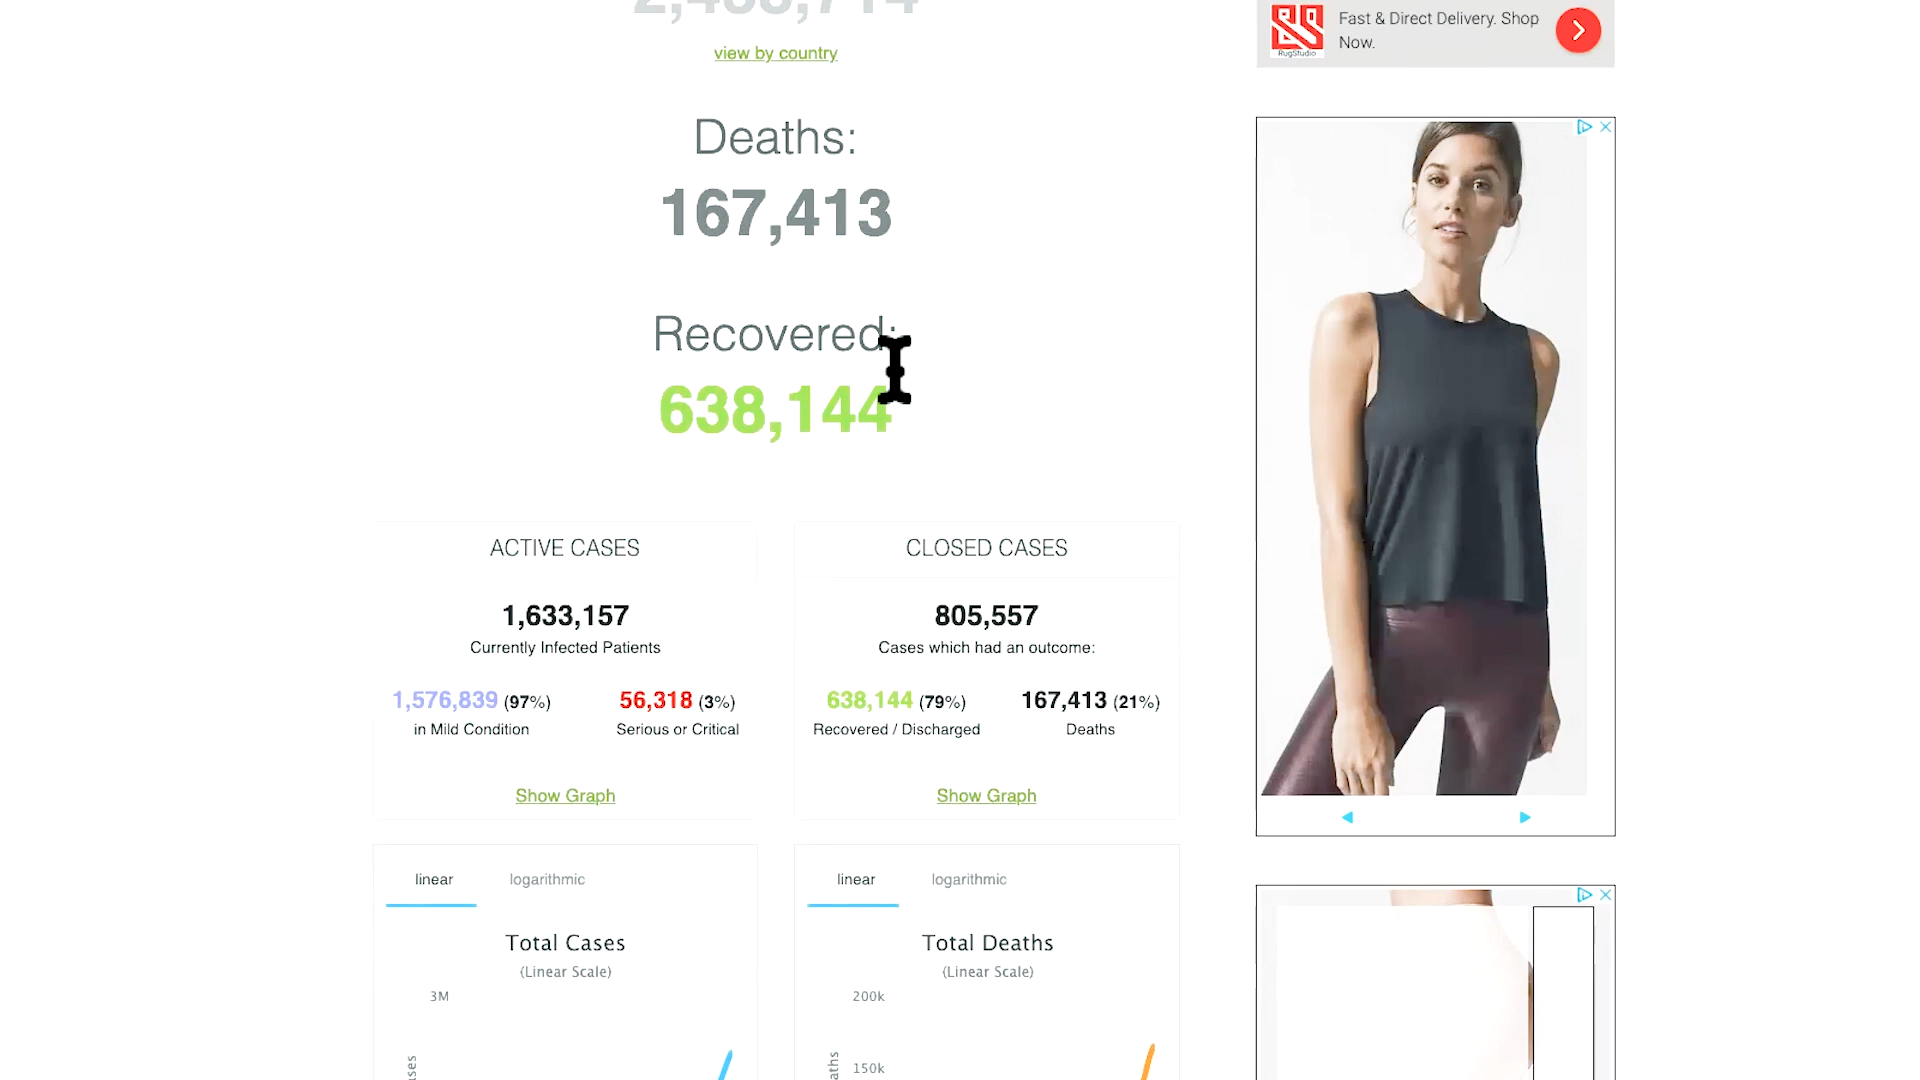 view by country
Deaths:
167,413
Recovered:
638,144
ACTIVE CASES
1,633,157
Currently Infected Patients
1,576,839 (97%)
in Mild Condition
56,318 (3%)
Serious or Critical
Show Graph
CLOSED CASES
805,557
Cases which had an outcome:
638,144 (79%)
Recovered / Discharged
167,413 (21%)
Deaths
Show Graph
linear logarithmic
Total Cases
(Linear Scale)
3M
linear logarithmic
Total Deaths
(Linear Scale)
200k
150k
Fast & Direct Delivery. Shop
Now.
RugStudio